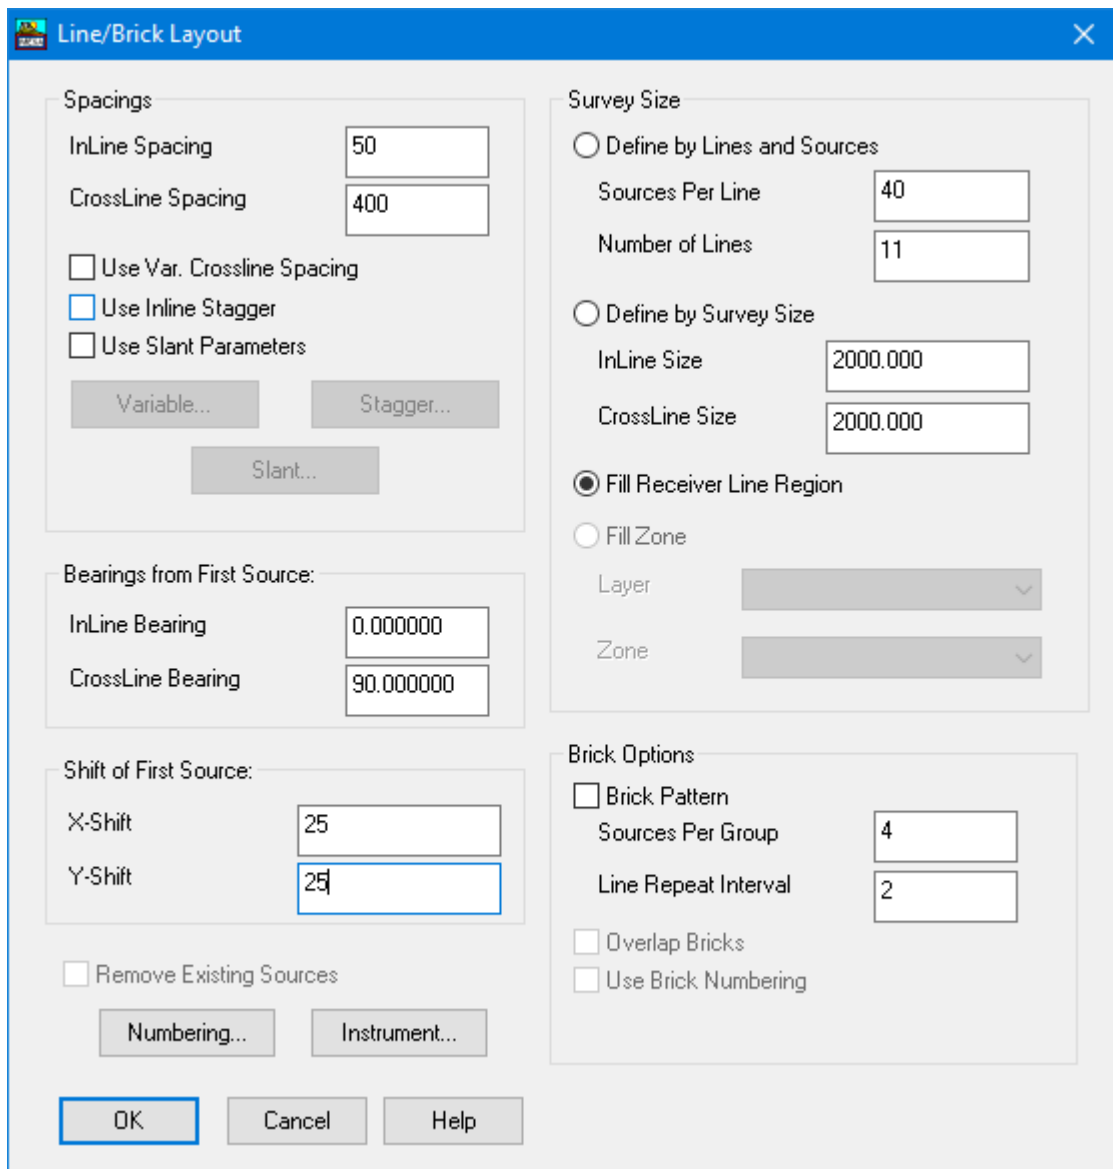 Line/Brick Layout
Spacings
InLine Spacing 50
CrossLine Spacing 400
Use Var. Crossline Spacing
Use Inline Stagger
Use Slant Parameters
Variable... Stagger...
Slant...
Bearings from First Source:
InLine Bearing 0.000000
CrossLine Bearing 90.000000
Shift of First Source:
X-Shift 25
Y-Shift 25
Remove Existing Sources
Numbering... Instrument...
OK Cancel Help
Survey Size
Define by Lines and Sources
Sources Per Line 40
Number of Lines 11
Define by Survey Size
InLine Size 2000.000
CrossLine Size 2000.000
Fill Receiver Line Region
Fill Zone
Layer
Zone
Brick Options
Brick Pattern
Sources Per Group 4
Line Repeat Interval 2
Overlap Bricks
Use Brick Numbering